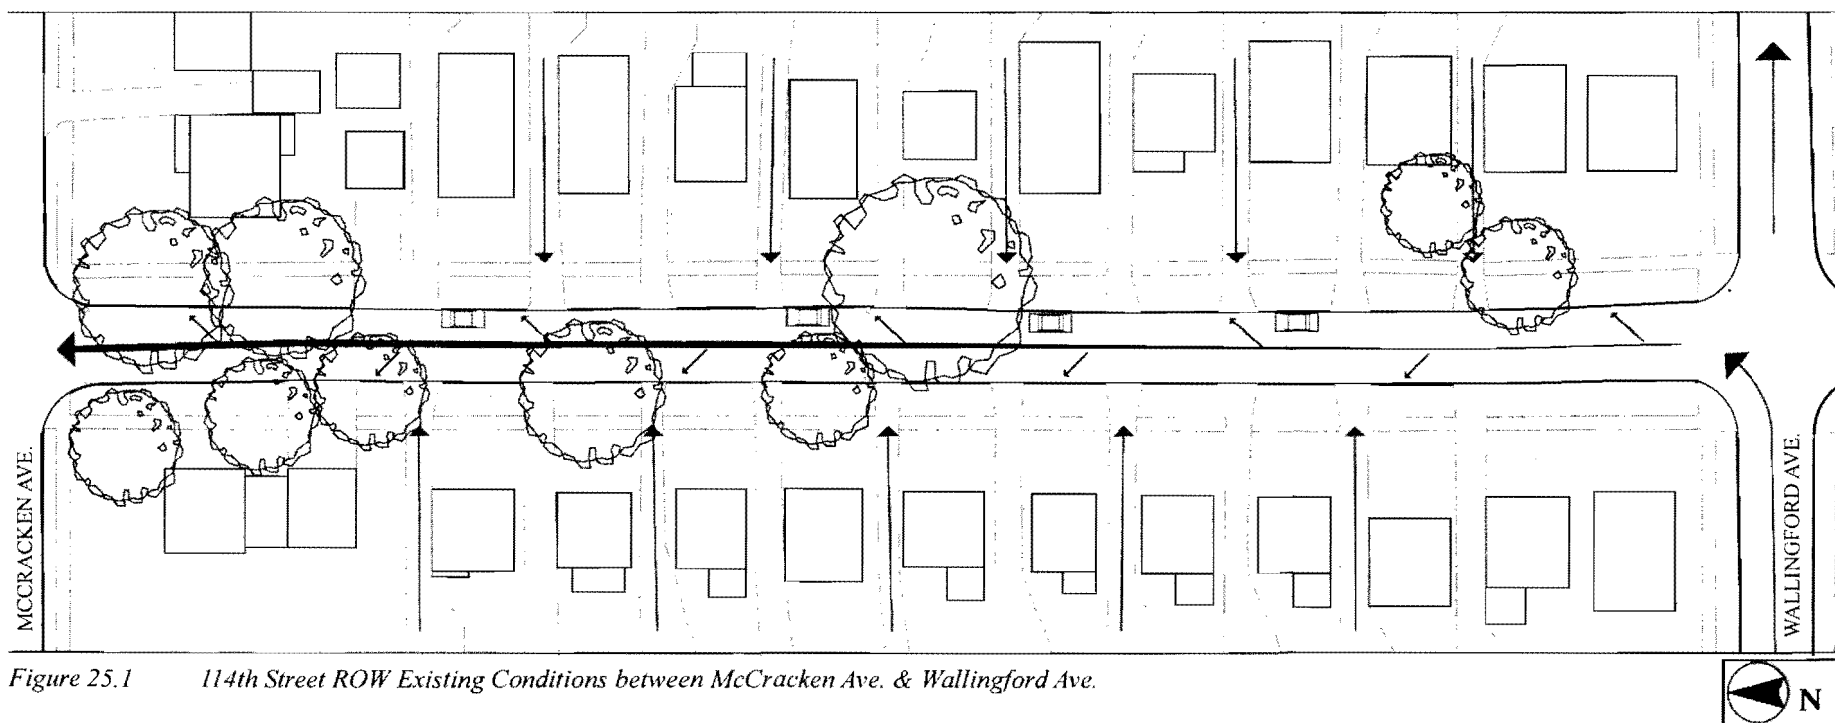 MCCRACKEN AVE.
WALLINGFORD AVE.
Figure 25.1 114th Street ROW Existing Conditions between McCracken Ave. & Wallingford Ave.
N